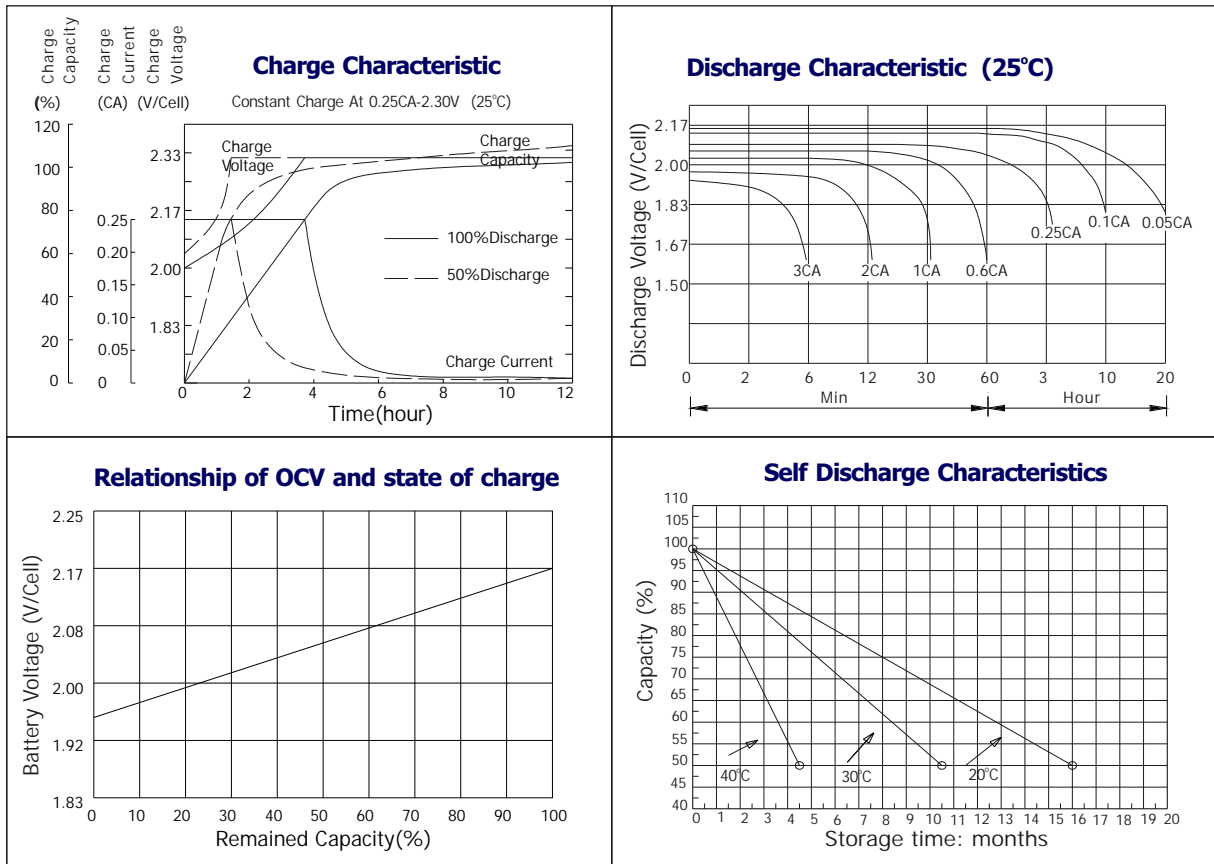 Charge Capacity
Charge Current
Charge Voltage
(%)
(CA)
(V/Cell)
Charge Characteristic
Constant Charge At 0.25CA-2.30V (25°C)
120
100
80
60
40
20
0
0.25
0.20
0.15
0.10
0.05
0
2.33
2.17
2.00
1.83
Charge
Voltage
Charge
Capacity
100%Discharge
50%Discharge
Charge Current
0 2 4 6 8 10 12
Time(hour)
Discharge Characteristic (25°C)
Discharge Voltage (V/Cell)
2.17
2.00
1.83
1.67
1.50
3CA
2CA
1CA
0.6CA
0.25CA
0.1CA
0.05CA
0 2 6 12 30 60 3 10 20
Min
Hour
Relationship of OCV and state of charge
Battery Voltage (V/Cell)
2.25
2.17
2.08
2.00
1.92
1.83
0 10 20 30 40 50 60 70 80 90 100
Remained Capacity(%)
Self Discharge Characteristics
Capacity (%)
110
105
100
95
90
85
80
75
70
65
60
55
50
45
40
40°C
30°C
20°C
0 1 2 3 4 5 6 7 8 9 10 11 12 13 14 15 16 17 18 19 20
Storage time: months